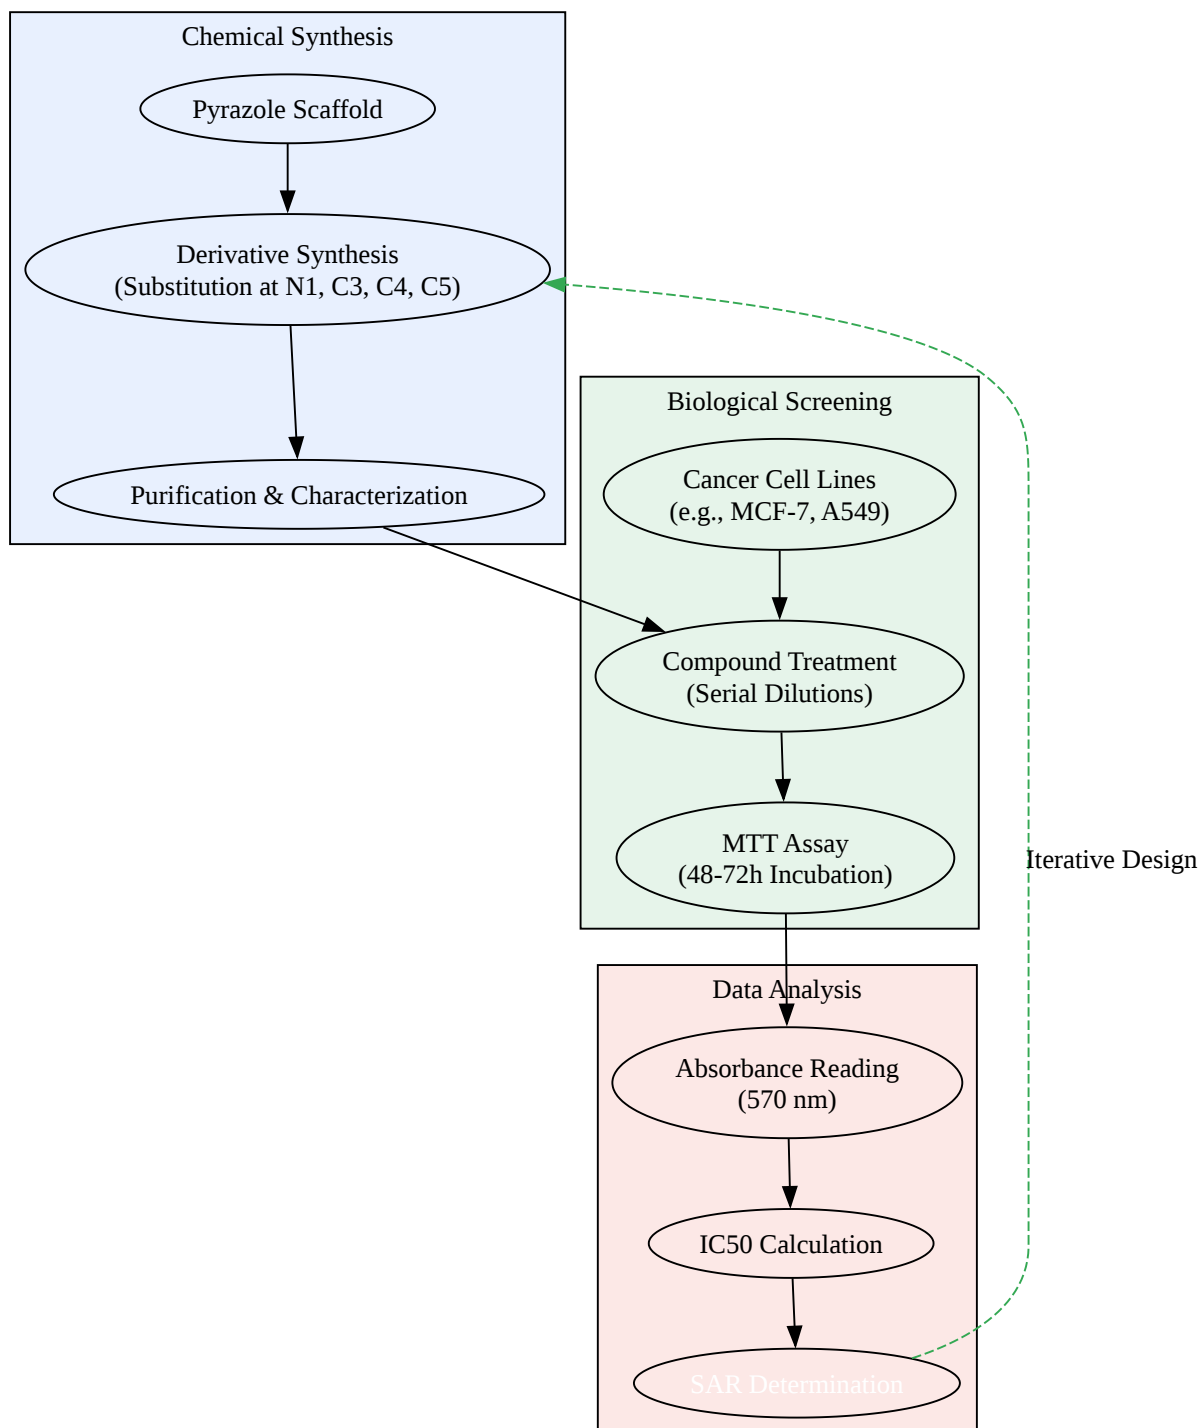 Chemical Synthesis
Pyrazole Scaffold
Derivative Synthesis
(Substitution at N1, C3, C4, C5)
Purification & Characterization
Biological Screening
Cancer Cell Lines
(e.g., MCF-7, A549)
Compound Treatment
(Serial Dilutions)
MTT Assay
(48-72h Incubation)
Iterative Design
Data Analysis
Absorbance Reading
(570 nm)
IC50 Calculation
SAR Determination